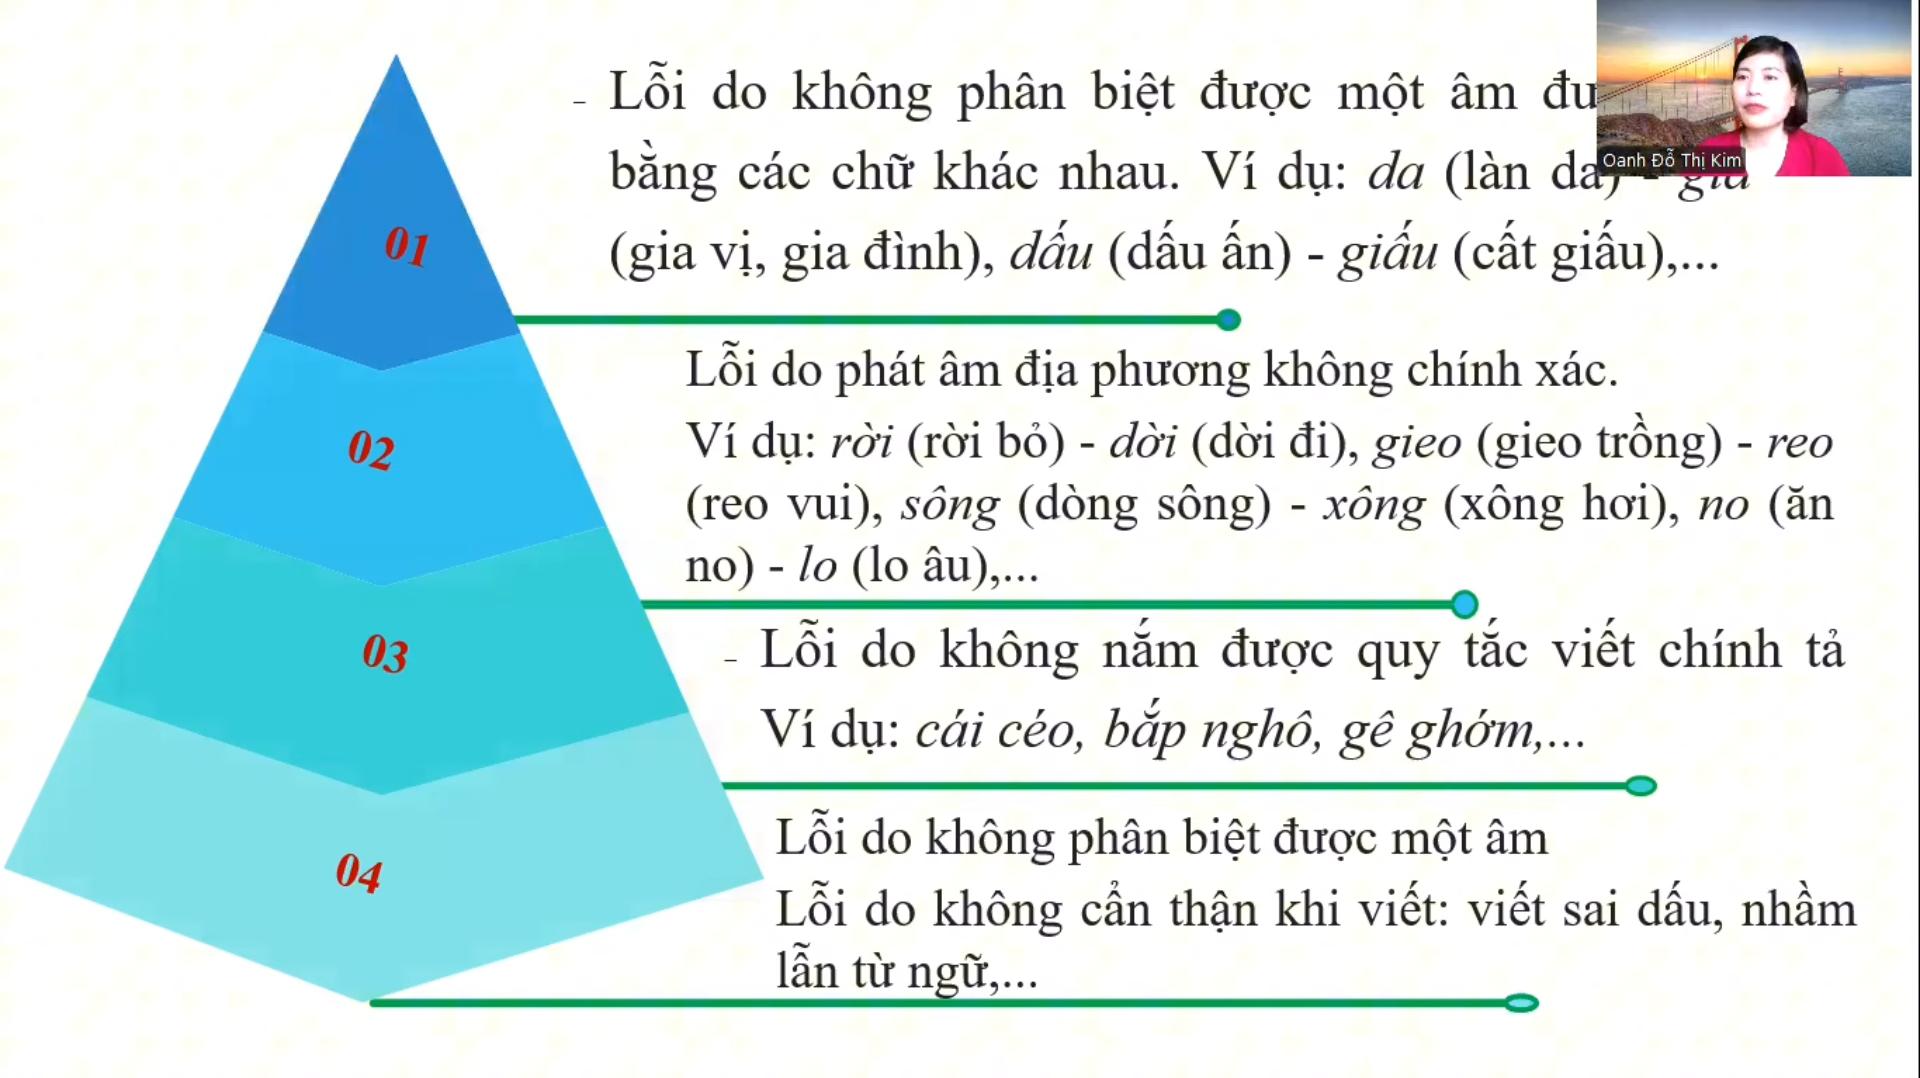 - Lỗi do không phân biệt được một âm
bằng các chữ khác nhau. Ví dụ: da (làn da) -
(gia vị, gia đình), dấu (dấu ấn) - giấu (cất giấu),...
Oanh Đỗ Thị Kim
01
Lỗi do phát âm địa phương không chính xác.
Ví dụ: rời (rời bỏ) - dời (dời đi), gieo (gieo trồng) - reo
(reo vui), sông (dòng sông) - xông (xông hơi), no (ăn
no) - lo (lo âu),...
02
- Lỗi do không nắm được quy tắc viết chính tả
Ví dụ: cái céo, bắp nghô, gê ghớm,...
03
Lỗi do không phân biệt được một âm
Lỗi do không cẩn thận khi viết: viết sai dấu, nhầm
lẫn từ ngữ,...
04